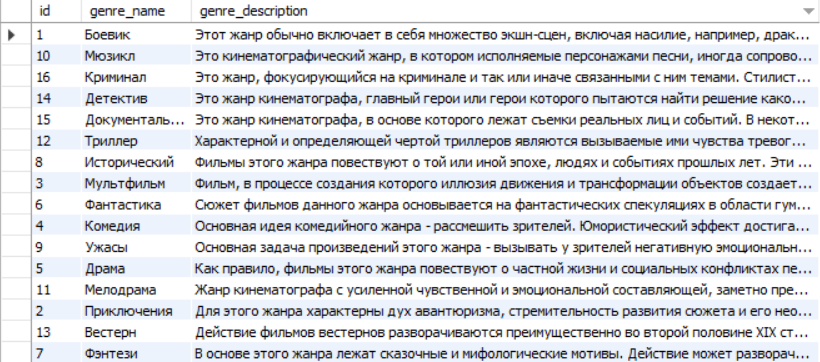 id genre_name genre_description
1 Боевик Этот жанр обычно включает в себя множество экшн-сцен, включая насилие, например, драк...
10 Мюзикл Это кинематографический жанр, в котором исполняемые персонажами песни, иногда сопрово...
16 Криминал Это жанр, фокусирующийся на криминале и так или иначе связанными с ним темами. Стилист...
14 Детектив Это жанр кинематографа, главный герои или герои которого пытаются найти решение како...
15 Документаль... Это жанр кинематографа, в основе которого лежат съемки реальных лиц и событий. В некот...
12 Триллер Характерной и определяющей чертой триллеров являются вызываемые ими чувства тревог...
8 Исторический Фильмы этого жанра повествуют о той или иной эпохе, людях и событиях прошлых лет. Эти ...
3 Мультфильм Фильм, в процессе создания которого иллюзия движения и трансформации объектов создает...
6 Фантастика Сюжет фильмов данного жанра основывается на фантастических спекуляциях в области гум...
4 Комедия Основная идея комедийного жанра - рассмешить зрителей. Юмористический эффект достига...
9 Ужасы Основная задача произведений этого жанра - вызывать у зрителей негативную эмоциональн...
5 Драма Как правило, фильмы этого жанра повествуют о частной жизни и социальных конфликтах пе...
11 Мелодрама Жанр кинематографа с усиленной чувственной и эмоциональной составляющей, заметно пре...
2 Приключения Для этого жанра характерны дух авантюризма, стремительность развития сюжета и его нео...
13 Вестерн Действие фильмов вестернов разворачиваются преимущественно во второй половине XIX ст...
7 Фэнтези В основе этого жанра лежат сказочные и мифологические мотивы. Действие может разворач...